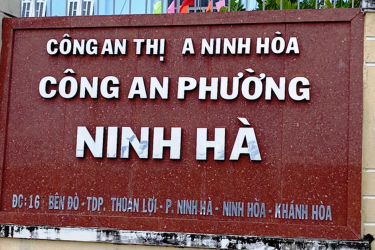 CÔNG AN THỊ A NINH HÒA
CÔNG AN PHƯỜNG
NINH HÀ
ĐC: 16 BẾN ĐÒ - TDP. THUẬN LỢI - P. NINH HÀ - NINH HÒA - KHÁNH HÒA